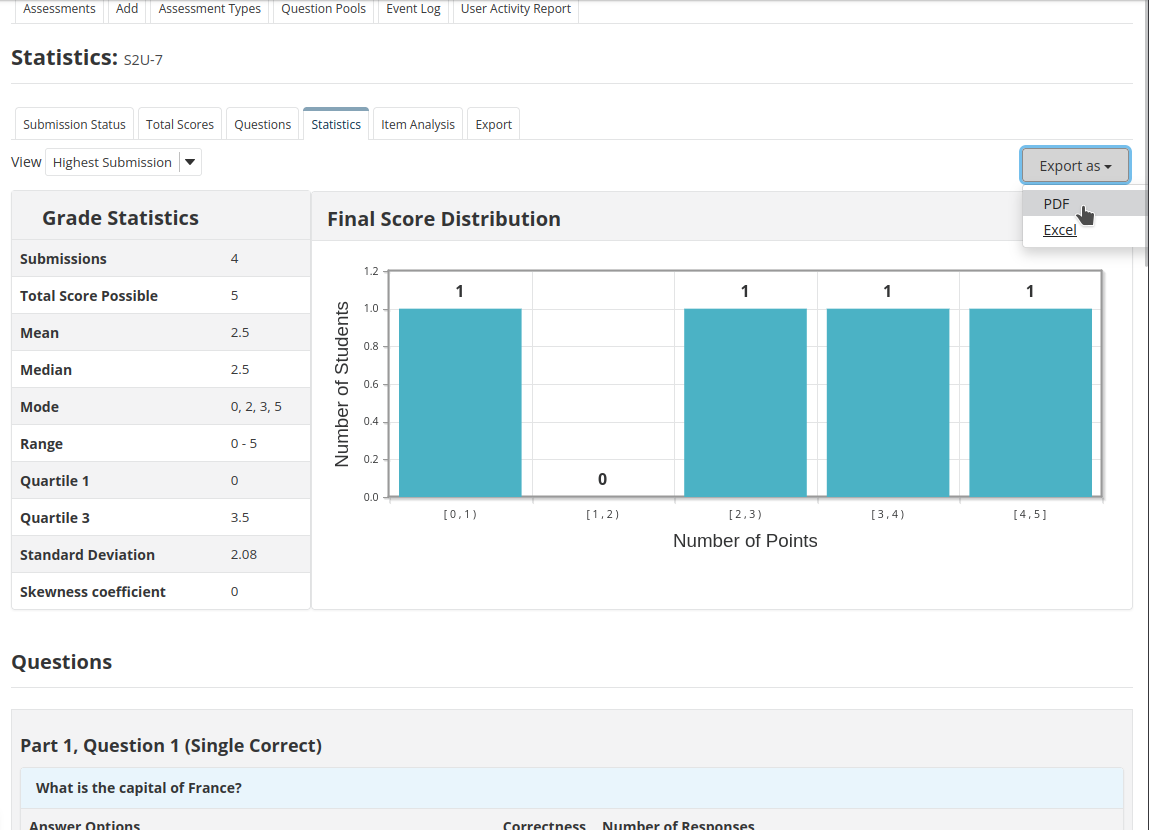 Assessments Add Assessment Types Question Pools Event Log User Activity Report
Statistics: S2U-7
Submission Status Total Scores Questions Statistics Item Analysis Export
View Highest Submission Export as
PDF
Excel
Grade Statistics
Submissions 4
Total Score Possible 5
Mean 2.5
Median 2.5
Mode 0, 2, 3, 5
Range 0 - 5
Quartile 1 0
Quartile 3 3.5
Standard Deviation 2.08
Skewness coefficient 0
Final Score Distribution
Number of Students
1.2
1.0
0.8
0.6
0.4
0.2
0.0
1 0 1 1 1
[0,1) [1,2) [2,3) [3,4) [4,5]
Number of Points
Questions
Part 1, Question 1 (Single Correct)
What is the capital of France?
Answer Options Correctness Number of Responses